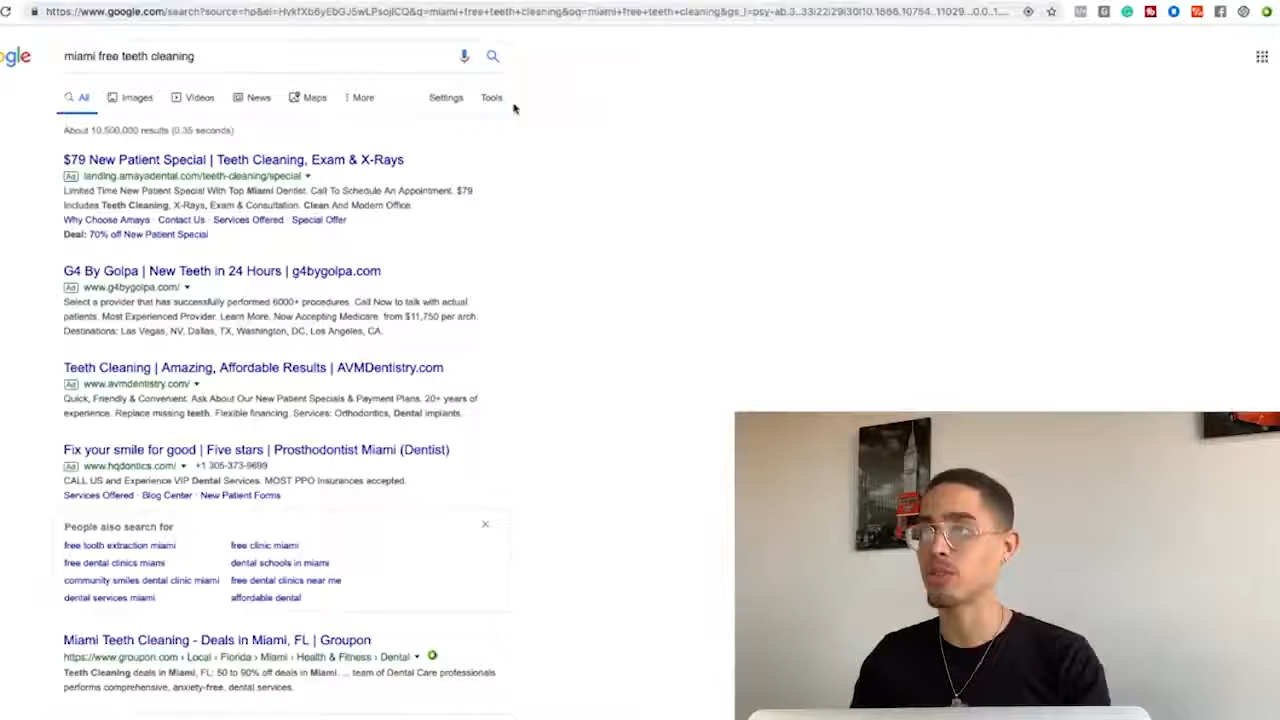 gle
miami free teeth cleaning
All Images Videos News Maps More Settings Tools
About 10,500,000 results (0.35 seconds)
$79 New Patient Special | Teeth Cleaning, Exam & X-Rays
Ad landing.amayadental.com/teeth-cleaning/special
Limited Time New Patient Special With Top Miami Dentist. Call To Schedule An Appointment. $79
Includes Teeth Cleaning, X-Rays, Exam & Consultation. Clean And Modern Office.
Why Choose Amaya · Contact Us · Services Offered · Special Offer
Deal: 70% off New Patient Special
G4 By Golpa | New Teeth in 24 Hours | g4bygolpa.com
Ad www.g4bygolpa.com/
Select a provider that has successfully performed 6000+ procedures. Call Now to talk with actual
patients. Most Experienced Provider. Learn More. Now Accepting Medicare. from $11,750 per arch.
Destinations: Las Vegas, NV, Dallas, TX, Washington, DC, Los Angeles, CA.
Teeth Cleaning | Amazing, Affordable Results | AVMDentistry.com
Ad www.avmdentistry.com/
Quick, Friendly & Convenient. Ask About Our New Patient Specials & Payment Plans. 20+ years of
experience. Replace missing teeth. Flexible financing. Services: Orthodontics, Dental implants.
Fix your smile for good | Five stars | Prosthodontist Miami (Dentist)
Ad www.hqdontics.com/ +1 305-373-9699
CALL US and Experience VIP Dental Services. MOST PPO Insurances accepted.
Services Offered · Blog Center · New Patient Forms
People also search for
free tooth extraction miami free clinic miami
free dental clinics miami dental schools in miami
community smiles dental clinic miami free dental clinics near me
dental services miami affordable dental
Miami Teeth Cleaning - Deals in Miami, FL | Groupon
https://www.groupon.com › Local › Florida › Miami › Health & Fitness › Dental
Teeth Cleaning deals in Miami, FL: 50 to 90% off deals in Miami. ... team of Dental Care professionals
performs comprehensive, anxiety-free, dental services.